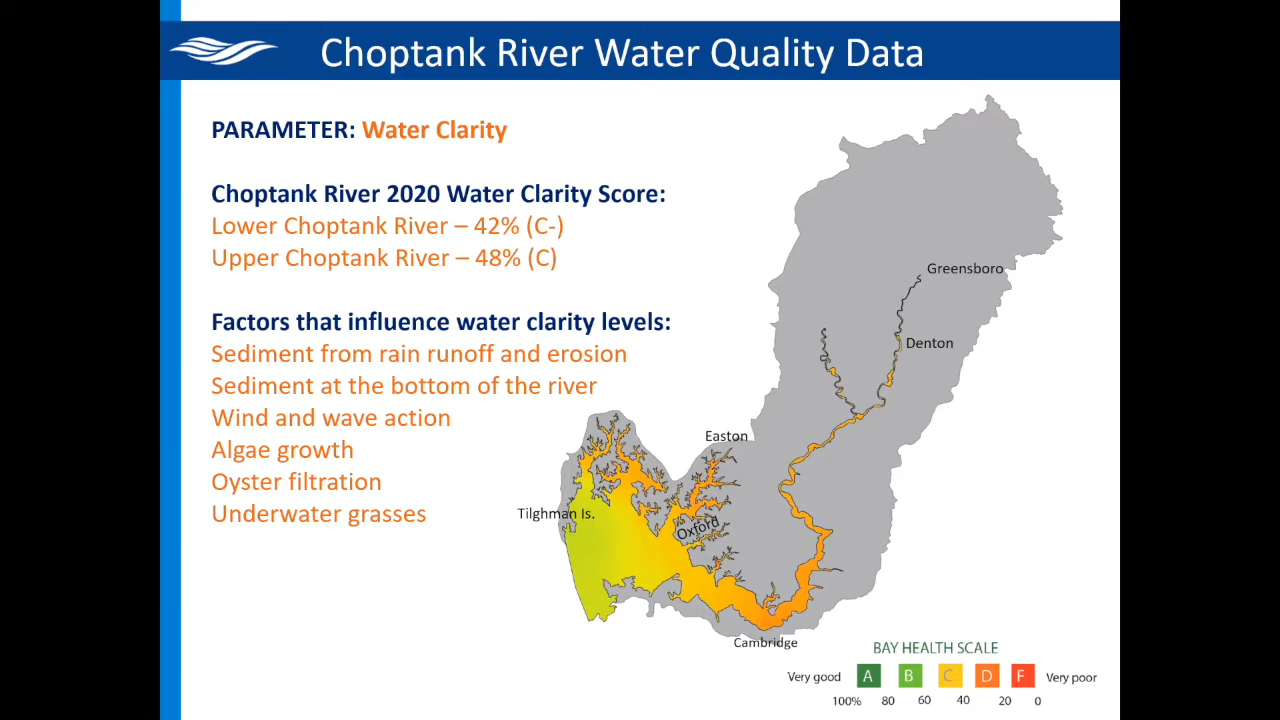 Choptank River Water Quality Data
PARAMETER: Water Clarity
Choptank River 2020 Water Clarity Score:
Lower Choptank River – 42% (C-)
Upper Choptank River – 48% (C)
Factors that influence water clarity levels:
Sediment from rain runoff and erosion
Sediment at the bottom of the river
Wind and wave action
Algae growth
Oyster filtration
Underwater grasses
Greensboro
Denton
Easton
Tilghman Is.
Oxford
Cambridge
BAY HEALTH SCALE
Very good A B C D F Very poor
100% 80 60 40 20 0